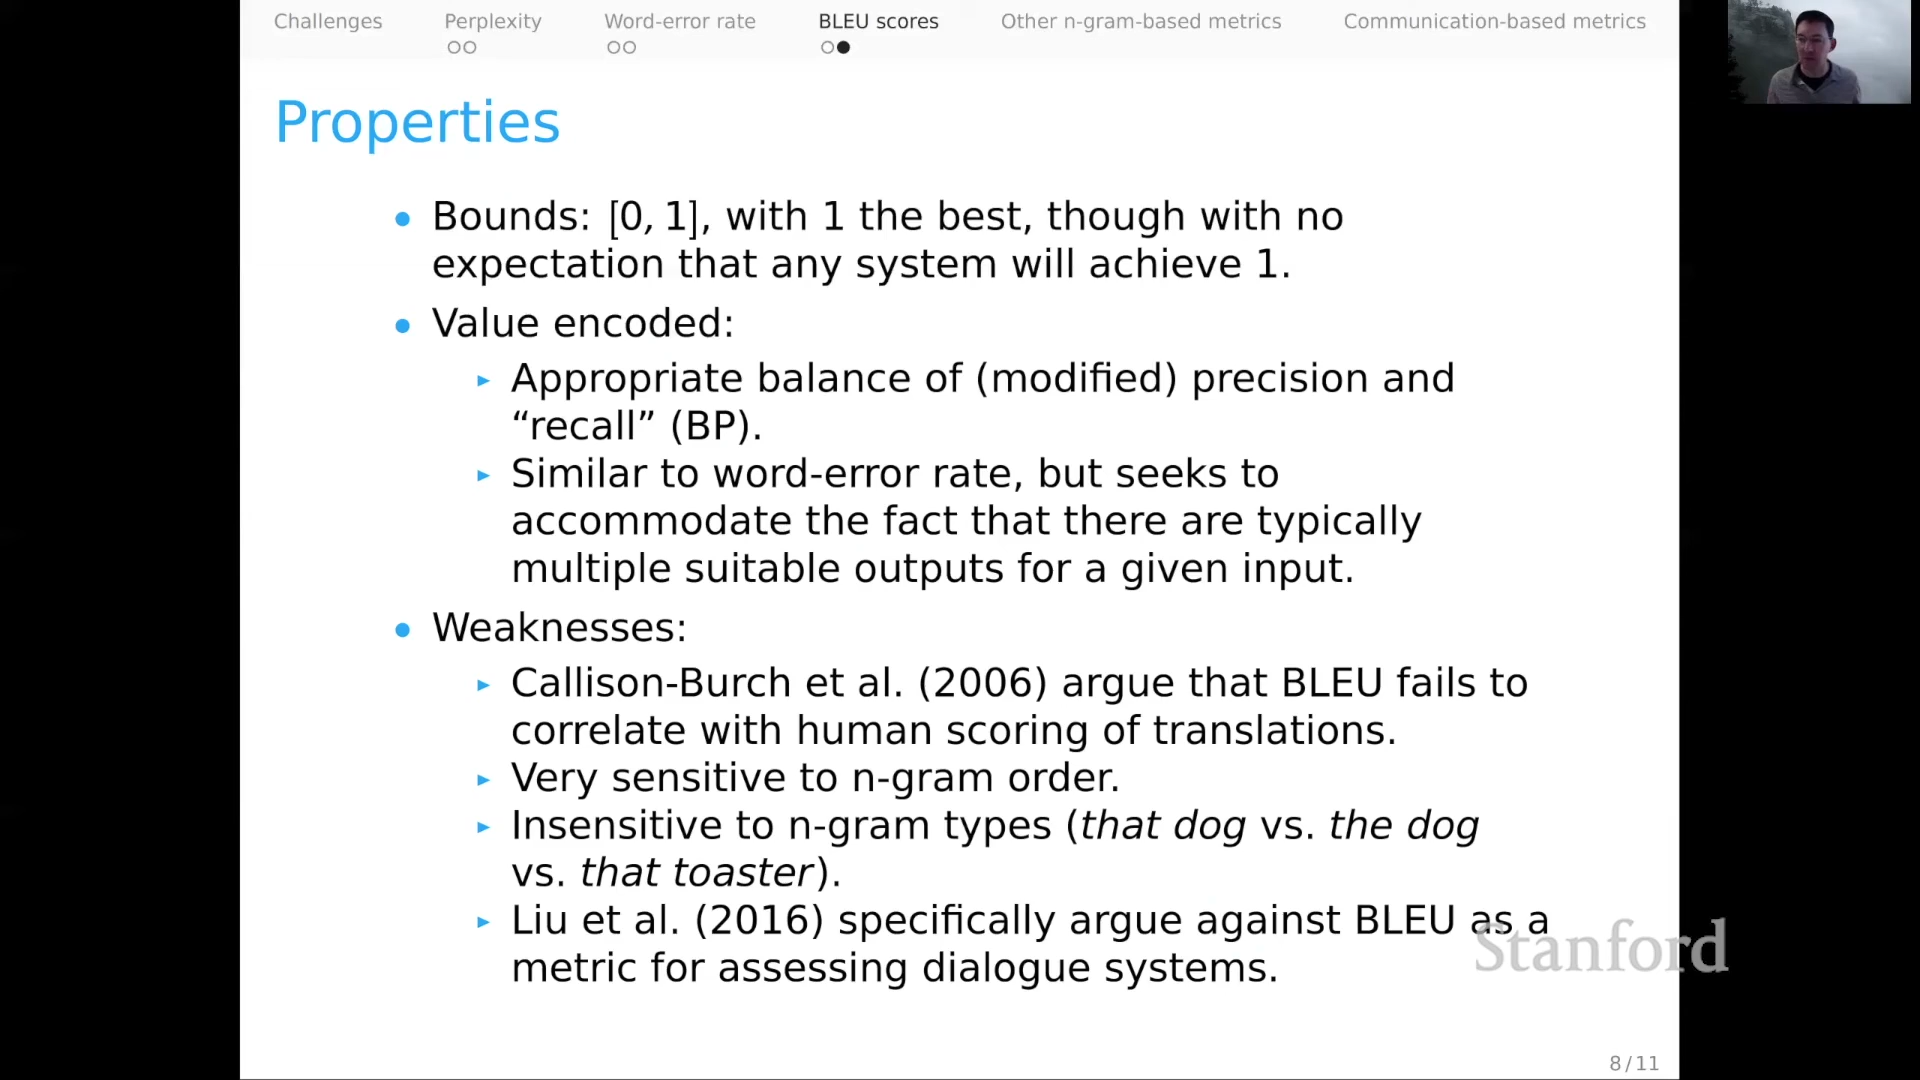 Challenges Perplexity Word-error rate BLEU scores Other n-gram-based metrics Communication-based metrics
Properties
• Bounds: [0, 1], with 1 the best, though with no
expectation that any system will achieve 1.
• Value encoded:
▸ Appropriate balance of (modified) precision and
“recall” (BP).
▸ Similar to word-error rate, but seeks to
accommodate the fact that there are typically
multiple suitable outputs for a given input.
• Weaknesses:
▸ Callison-Burch et al. (2006) argue that BLEU fails to
correlate with human scoring of translations.
▸ Very sensitive to n-gram order.
▸ Insensitive to n-gram types (that dog vs. the dog
vs. that toaster).
▸ Liu et al. (2016) specifically argue against BLEU as a
metric for assessing dialogue systems.
Stanford
8/11